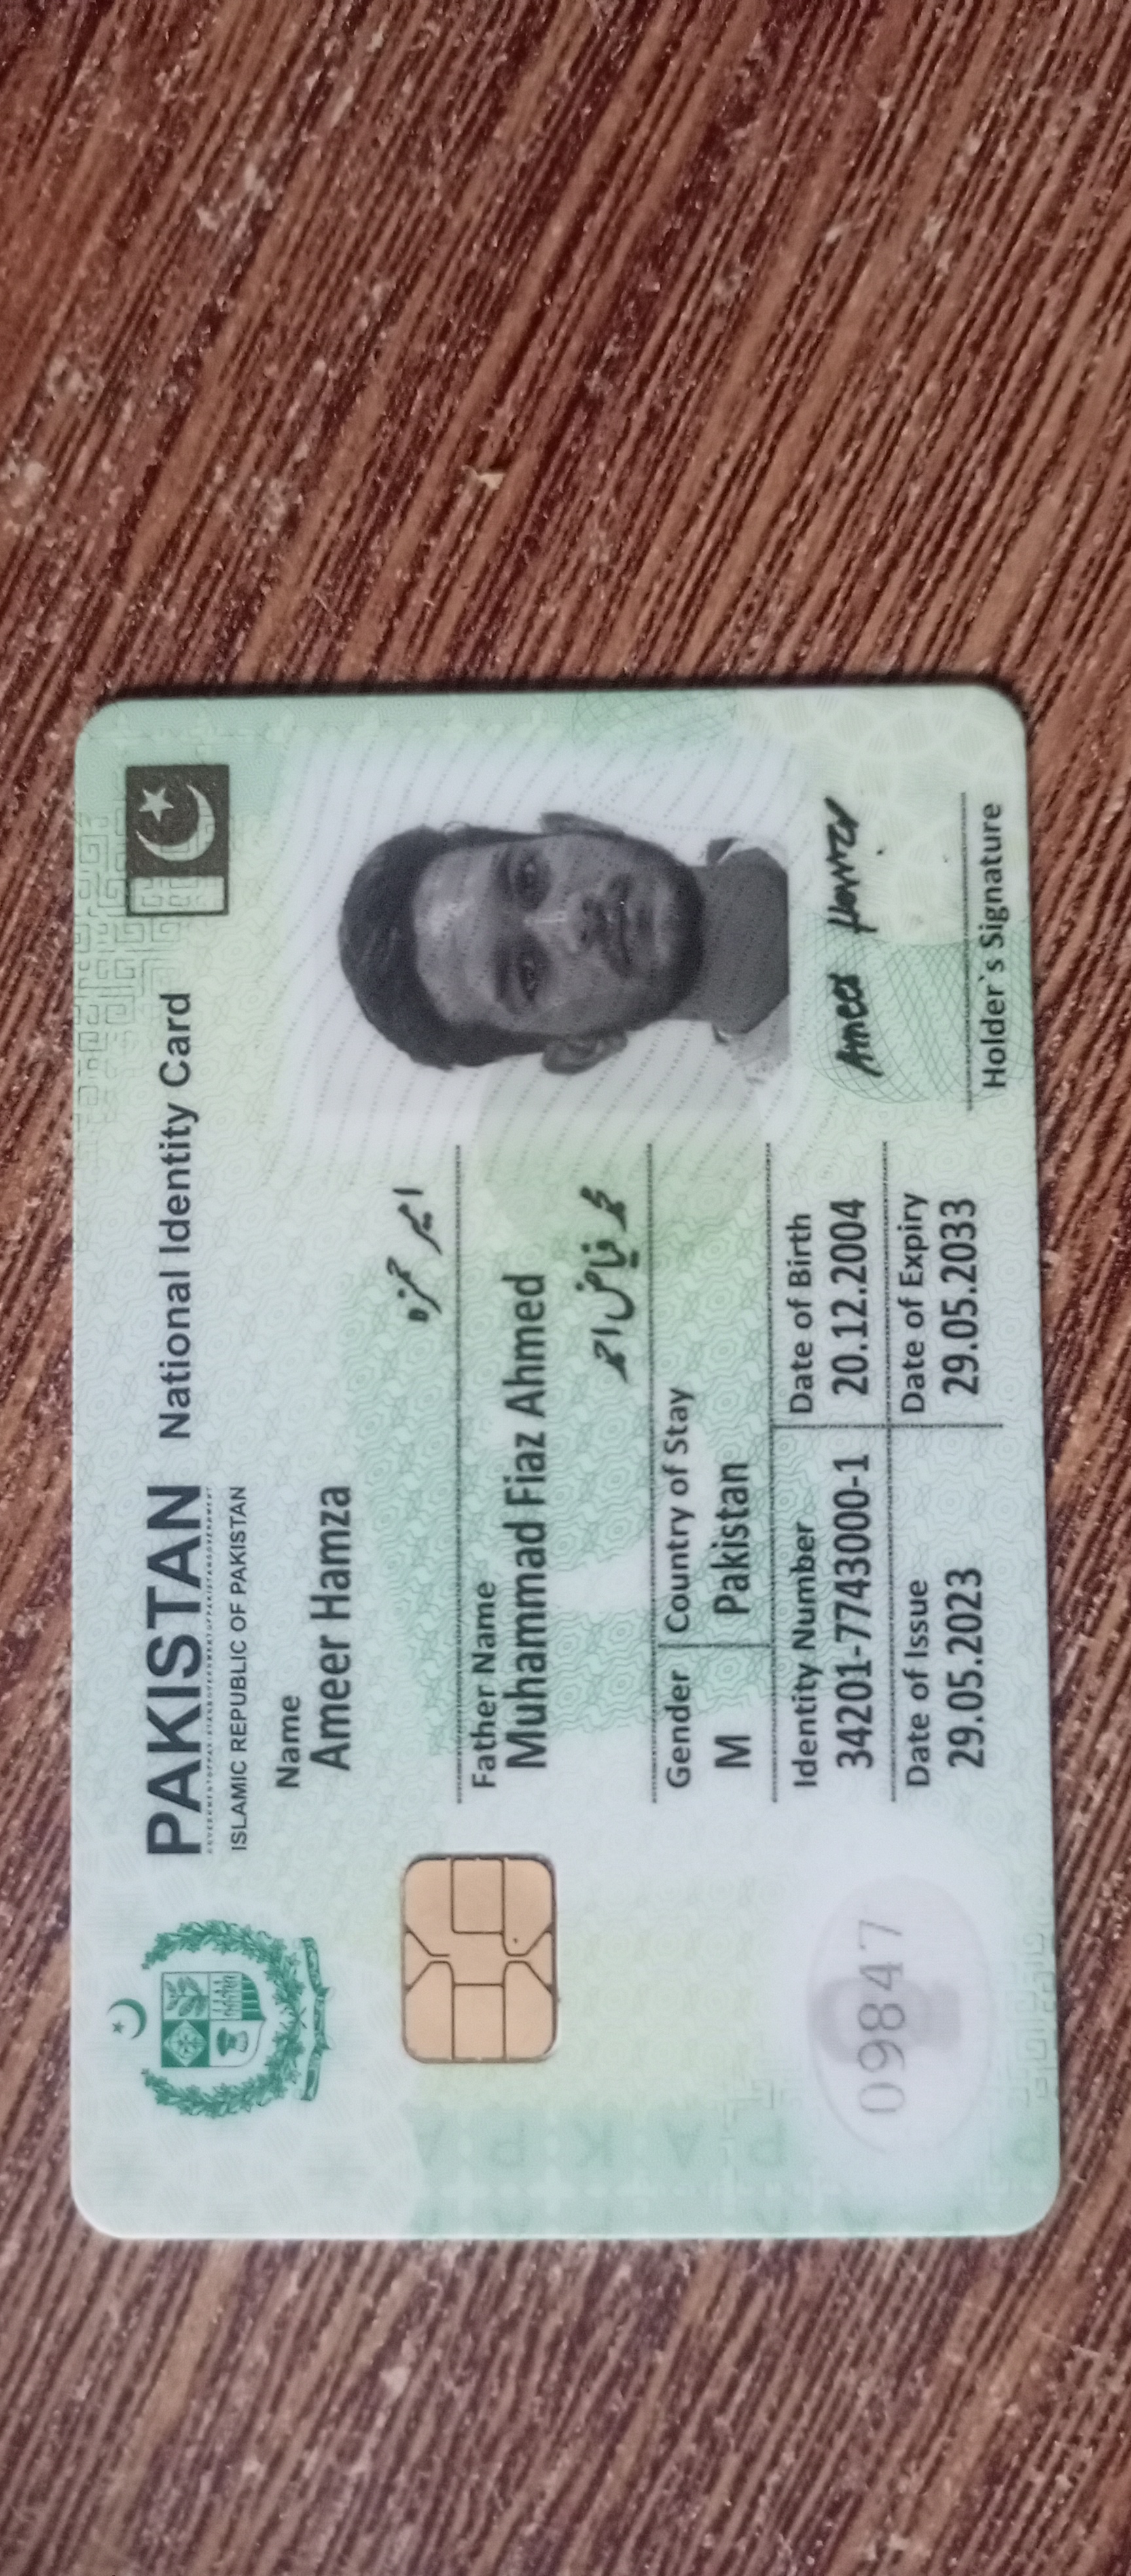 PAKISTAN National Identity Card
ISLAMIC REPUBLIC OF PAKISTAN
Name
Ameer Hamza
امیر حمزہ
Father Name
Muhammad Fiaz Ahmed
محمد فیاض احمد
Gender Country of Stay
M Pakistan
Identity Number Date of Birth
34201-7743000-1 20.12.2004
Date of Issue Date of Expiry
29.05.2023 29.05.2033
Ameer Hamza
Holder`s Signature
09847